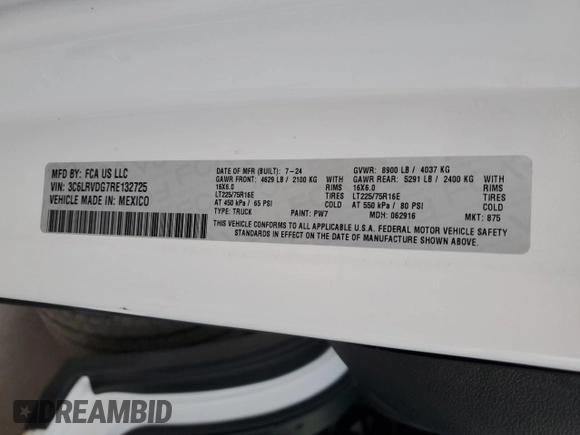 MFD BY: FCA US LLC
VIN: 3C6LRVDG7RE132725
VEHICLE MADE IN: MEXICO
DATE OF MFR (BUILT): 7-24
GAWR FRONT: 4629 LB / 2100 KG
16X6.0 RIMS
LT225/75R16E TIRES
AT 450 kPa / 65 PSI COLD
TYPE: TRUCK PAINT: PW7
GVWR: 8900 LB / 4037 KG
GAWR REAR: 5291 LB / 2400 KG
WITH
16X6.0 RIMS
LT225/75R16E TIRES
AT 550 kPa / 80 PSI COLD
MDH: 062916 MKT: 875
THIS VEHICLE CONFORMS TO ALL APPLICABLE U.S.A. FEDERAL MOTOR VEHICLE SAFETY
STANDARDS IN EFFECT ON THE DATE OF MANUFACTURE SHOWN ABOVE.
DREAMBID